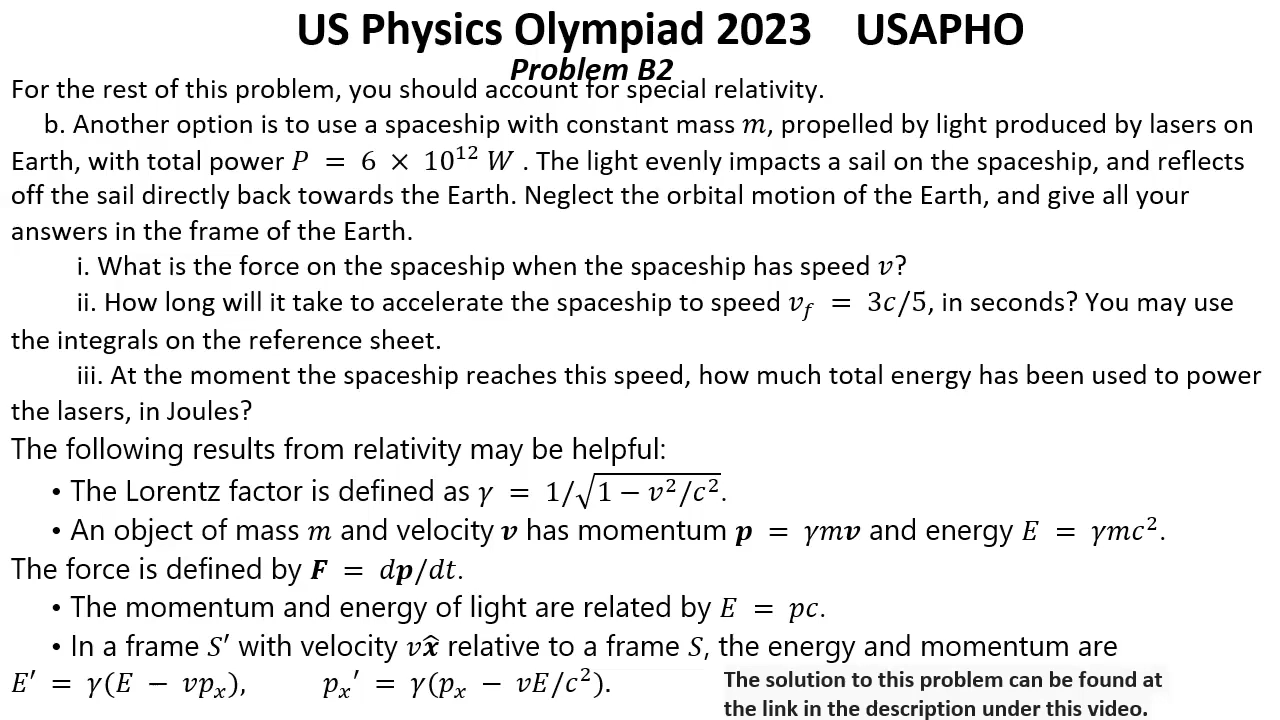 US Physics Olympiad 2023 USAPHO
Problem B2
For the rest of this problem, you should account for special relativity.
b. Another option is to use a spaceship with constant mass m, propelled by light produced by lasers on
Earth, with total power P = 6 × 10¹² W . The light evenly impacts a sail on the spaceship, and reflects
off the sail directly back towards the Earth. Neglect the orbital motion of the Earth, and give all your
answers in the frame of the Earth.
i. What is the force on the spaceship when the spaceship has speed v?
ii. How long will it take to accelerate the spaceship to speed v_f = 3c/5, in seconds? You may use
the integrals on the reference sheet.
iii. At the moment the spaceship reaches this speed, how much total energy has been used to power
the lasers, in Joules?
The following results from relativity may be helpful:
• The Lorentz factor is defined as γ = 1/√(1 − v²/c²).
• An object of mass m and velocity v has momentum p = γmv and energy E = γmc².
The force is defined by F = dp/dt.
• The momentum and energy of light are related by E = pc.
• In a frame S′ with velocity vx̂ relative to a frame S, the energy and momentum are
E′ = γ(E − vpₓ), pₓ′ = γ(pₓ − vE/c²).
The solution to this problem can be found at
the link in the description under this video.